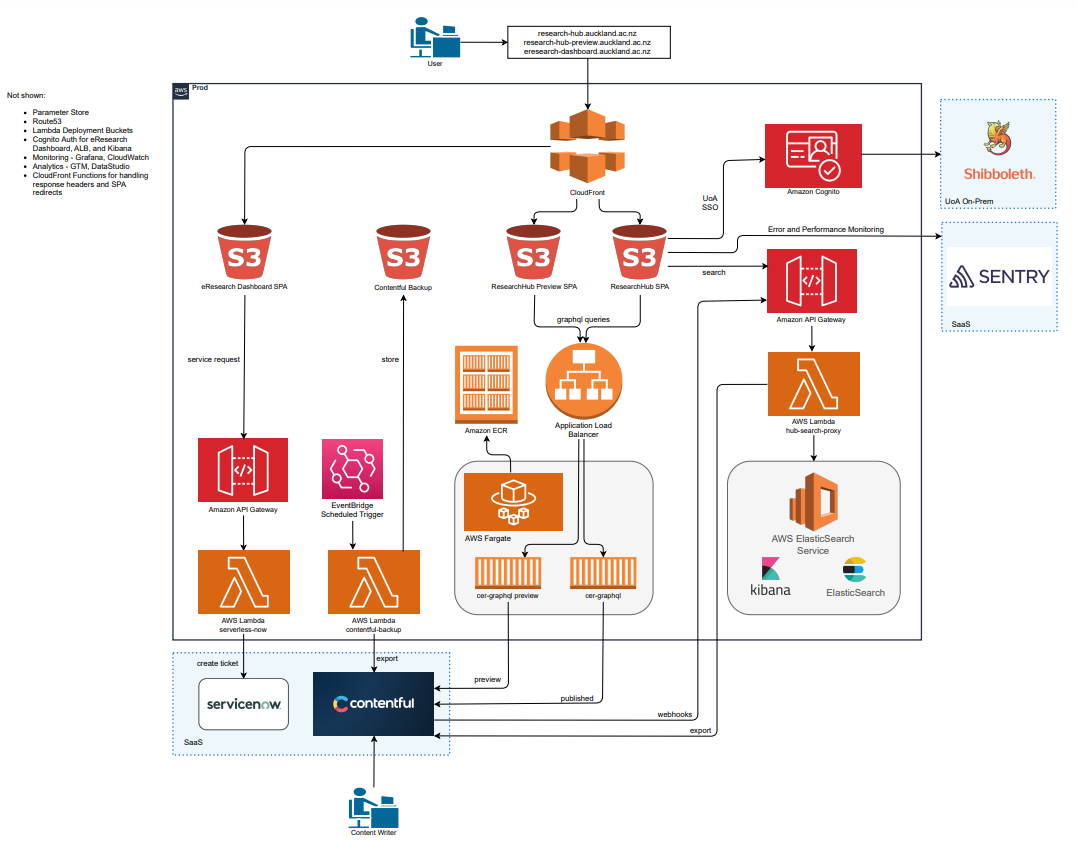 research-hub.auckland.ac.nz
research-hub-preview.auckland.ac.nz
eresearch-dashboard.auckland.ac.nz
User
aws
Prod
Not shown:
• Parameter Store
• Route53
• Lambda Deployment Buckets
• Cognito Auth for eResearch
Dashboard, ALB, and Kibana
• Monitoring - Grafana, CloudWatch
• Analytics - GTM, DataStudio
• CloudFront Functions for handling
response headers and SPA
redirects
CloudFront
UoA
SSO
Amazon Cognito
Shibboleth.
UoA On-Prem
S3
eResearch Dashboard SPA
S3
Contentful Backup
S3
ResearchHub Preview SPA
S3
ResearchHub SPA
Error and Performance Monitoring
search
SENTRY
SaaS
</>
Amazon API Gateway
graphql queries
service request
store
Amazon ECR
Application Load
Balancer
AWS Lambda
hub-search-proxy
</>
Amazon API Gateway
EventBridge
Scheduled Trigger
AWS Fargate
cer-graphql preview
cer-graphql
AWS ElasticSearch
Service
kibana
ElasticSearch
AWS Lambda
serverless-now
AWS Lambda
contentful-backup
create ticket
export
preview
published
webhooks
export
servicenow
contentful
SaaS
Content Writer